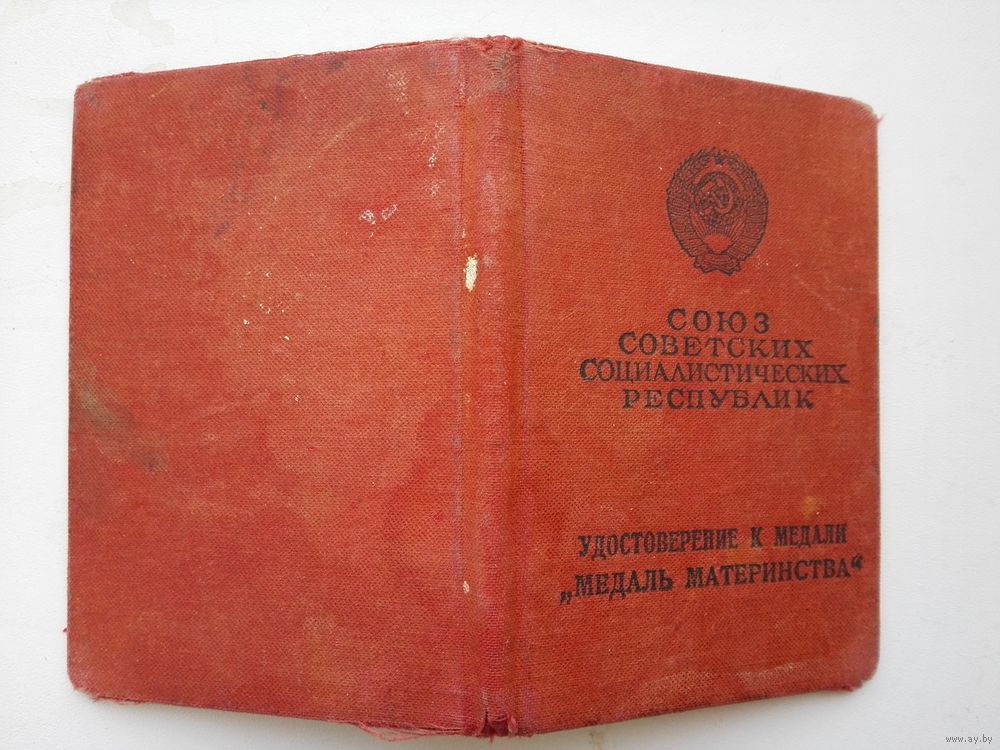 СОЮЗ
СОВЕТСКИХ
СОЦИАЛИСТИЧЕСКИХ
РЕСПУБЛИК
УДОСТОВЕРЕНИЕ К МЕДАЛИ
„МЕДАЛЬ МАТЕРИНСТВА“
www.ay.by